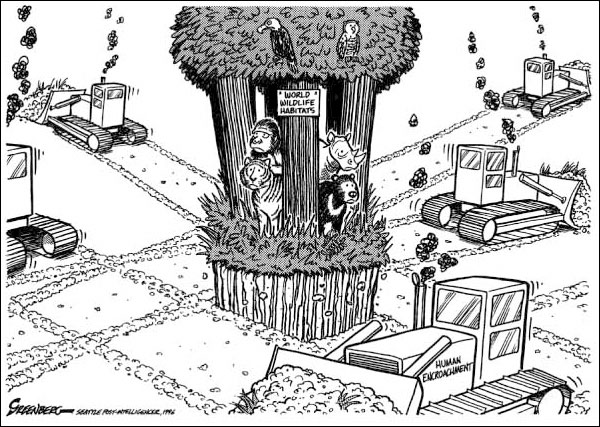 WORLD
WILDLIFE
HABITATS
HUMAN
ENCROACHMENT
GREENBERG— SEATTLE POST-INTELLIGENCER, 1996